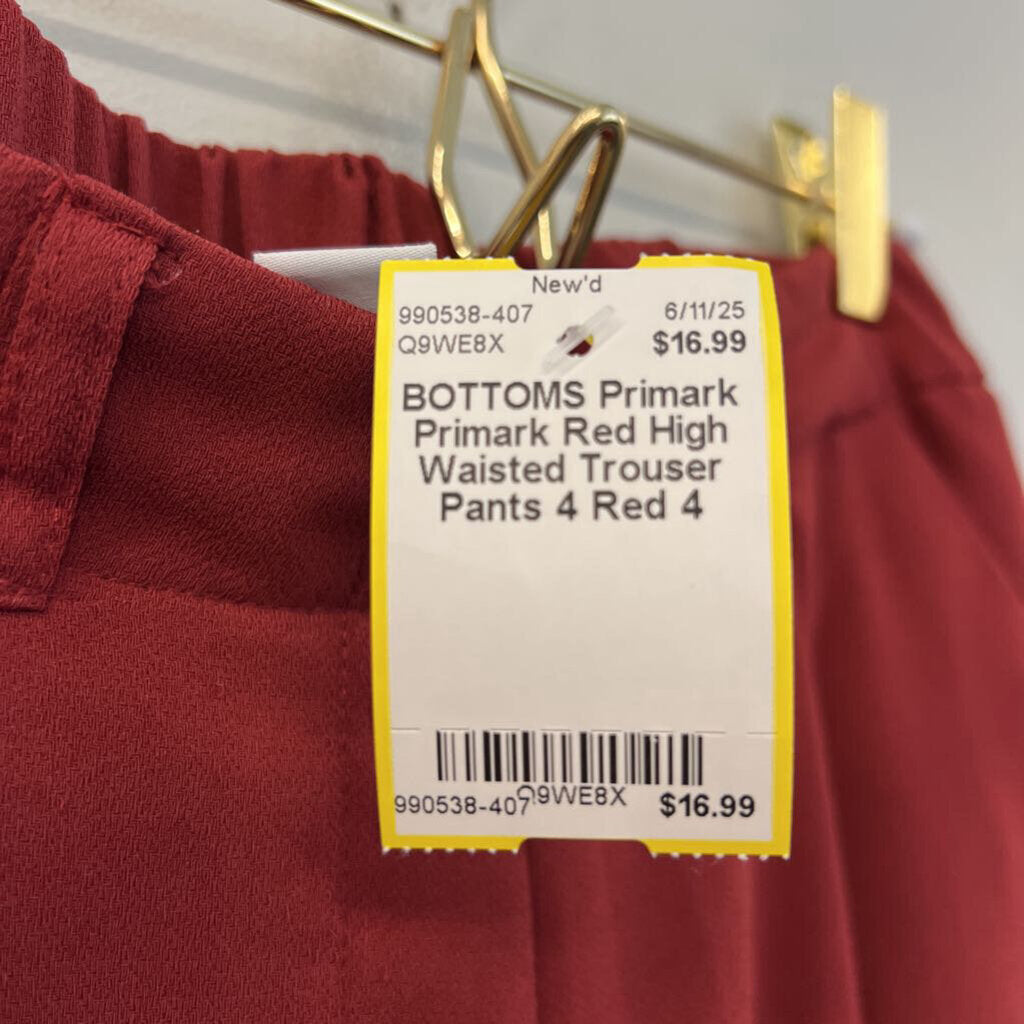 New'd
990538-407 6/11/25
Q9WE8X $16.99
BOTTOMS Primark
Primark Red High
Waisted Trouser
Pants 4 Red 4
990538-407 Q9WE8X $16.99